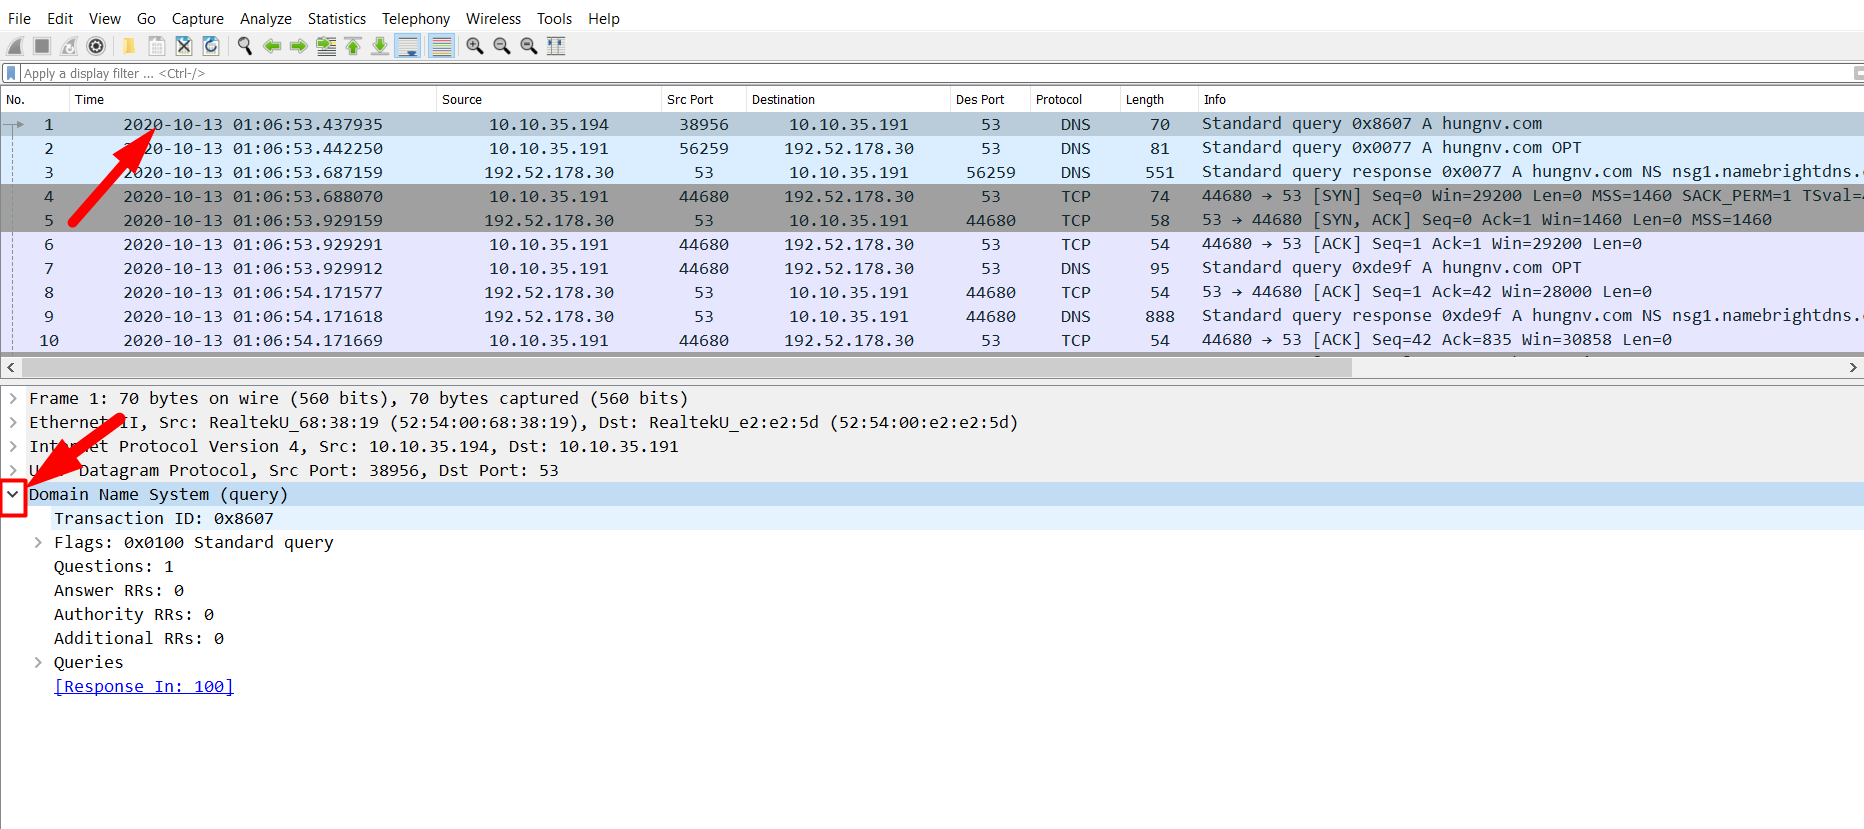 File Edit View Go Capture Analyze Statistics Telephony Wireless Tools Help
Apply a display filter ... <Ctrl-/>
No. Time Source Src Port Destination Des Port Protocol Length Info
1 2020-10-13 01:06:53.437935 10.10.35.194 38956 10.10.35.191 53 DNS 70 Standard query 0x8607 A hungnv.com
2 2020-10-13 01:06:53.442250 10.10.35.191 56259 192.52.178.30 53 DNS 81 Standard query 0x0077 A hungnv.com OPT
3 2020-10-13 01:06:53.687159 192.52.178.30 53 10.10.35.191 56259 DNS 551 Standard query response 0x0077 A hungnv.com NS nsg1.namebrightdns.
4 2020-10-13 01:06:53.688070 10.10.35.191 44680 192.52.178.30 53 TCP 74 44680 → 53 [SYN] Seq=0 Win=29200 Len=0 MSS=1460 SACK_PERM=1 TSval=
5 2020-10-13 01:06:53.929159 192.52.178.30 53 10.10.35.191 44680 TCP 58 53 → 44680 [SYN, ACK] Seq=0 Ack=1 Win=1460 Len=0 MSS=1460
6 2020-10-13 01:06:53.929291 10.10.35.191 44680 192.52.178.30 53 TCP 54 44680 → 53 [ACK] Seq=1 Ack=1 Win=29200 Len=0
7 2020-10-13 01:06:53.929912 10.10.35.191 44680 192.52.178.30 53 DNS 95 Standard query 0xde9f A hungnv.com OPT
8 2020-10-13 01:06:54.171577 192.52.178.30 53 10.10.35.191 44680 TCP 54 53 → 44680 [ACK] Seq=1 Ack=42 Win=28000 Len=0
9 2020-10-13 01:06:54.171618 192.52.178.30 53 10.10.35.191 44680 DNS 888 Standard query response 0xde9f A hungnv.com NS nsg1.namebrightdns.
10 2020-10-13 01:06:54.171669 10.10.35.191 44680 192.52.178.30 53 TCP 54 44680 → 53 [ACK] Seq=42 Ack=835 Win=30858 Len=0
Frame 1: 70 bytes on wire (560 bits), 70 bytes captured (560 bits)
Ethernet II, Src: RealtekU_68:38:19 (52:54:00:68:38:19), Dst: RealtekU_e2:e2:5d (52:54:00:e2:e2:5d)
Internet Protocol Version 4, Src: 10.10.35.194, Dst: 10.10.35.191
User Datagram Protocol, Src Port: 38956, Dst Port: 53
Domain Name System (query)
Transaction ID: 0x8607
Flags: 0x0100 Standard query
Questions: 1
Answer RRs: 0
Authority RRs: 0
Additional RRs: 0
Queries
[Response In: 100]